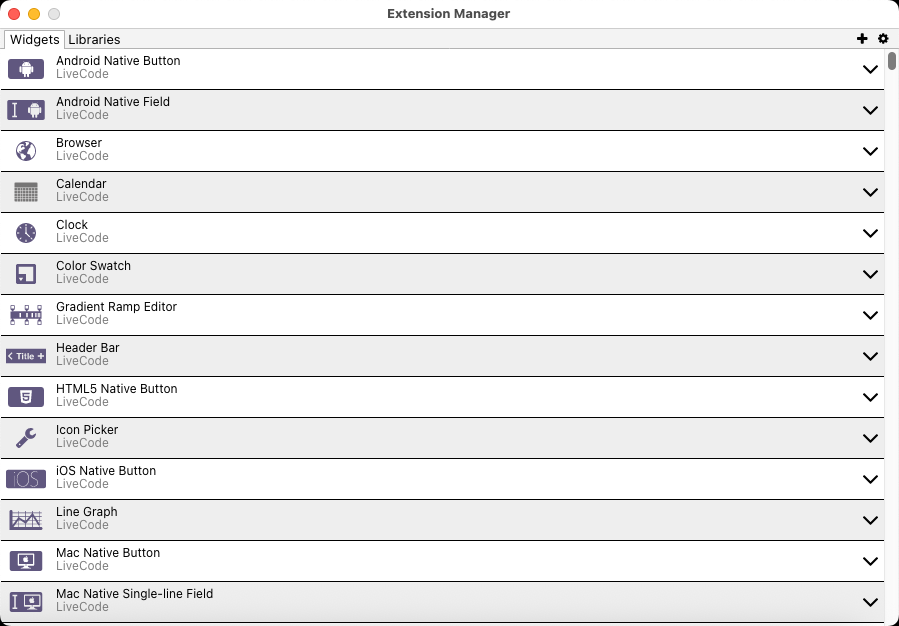 Extension Manager
Widgets
Libraries
Android Native Button
LiveCode
Android Native Field
LiveCode
Browser
LiveCode
Calendar
LiveCode
Clock
LiveCode
Color Swatch
LiveCode
Gradient Ramp Editor
LiveCode
< Title +
Header Bar
LiveCode
HTML5 Native Button
LiveCode
Icon Picker
LiveCode
iOS
iOS Native Button
LiveCode
Line Graph
LiveCode
Mac Native Button
LiveCode
Mac Native Single-line Field
LiveCode